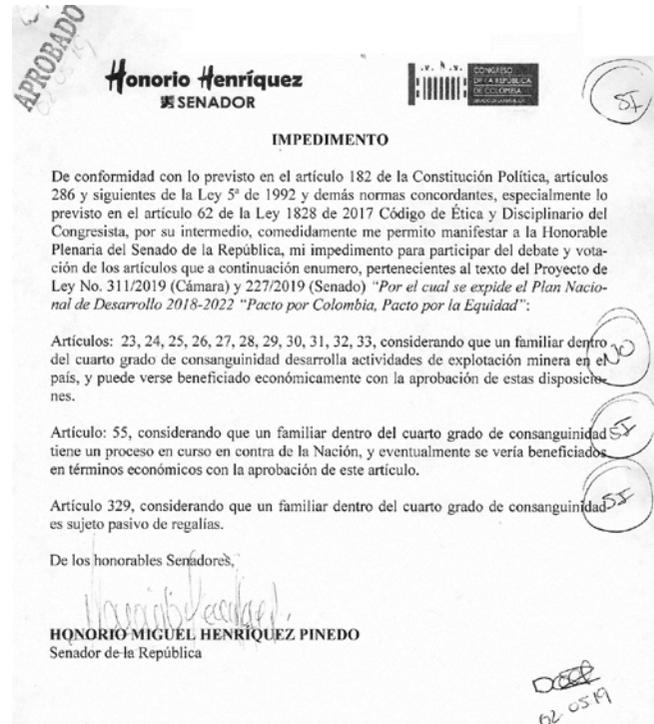 APROBADO
02 05 19
Honorio Henríquez
SENADOR
CONGRESO
DE LA REPÚBLICA
DE COLOMBIA
SI
IMPEDIMENTO
De conformidad con lo previsto en el artículo 182 de la Constitución Política, artículos
286 y siguientes de la Ley 5ª de 1992 y demás normas concordantes, especialmente lo
previsto en el artículo 62 de la Ley 1828 de 2017 Código de Ética y Disciplinario del
Congresista, por su intermedio, comedidamente me permito manifestar a la Honorable
Plenaria del Senado de la República, mi impedimento para participar del debate y vota-
ción de los artículos que a continuación enumero, pertenecientes al texto del Proyecto de
Ley No. 311/2019 (Cámara) y 227/2019 (Senado) "Por el cual se expide el Plan Nacio-
nal de Desarrollo 2018-2022 "Pacto por Colombia, Pacto por la Equidad":
Artículos: 23, 24, 25, 26, 27, 28, 29, 30, 31, 32, 33, considerando que un familiar dentro
del cuarto grado de consanguinidad desarrolla actividades de explotación minera en el
país, y puede verse beneficiado económicamente con la aprobación de estas disposicio-
nes.
NO
Artículo: 55, considerando que un familiar dentro del cuarto grado de consanguinidad
tiene un proceso en curso en contra de la Nación, y eventualmente se vería beneficiados
en términos económicos con la aprobación de este artículo.
SI
Artículo 329, considerando que un familiar dentro del cuarto grado de consanguinidad
es sujeto pasivo de regalías.
SI
De los honorables Senadores,
HONORIO MIGUEL HENRÍQUEZ PINEDO
Senador de la República
02 05 19